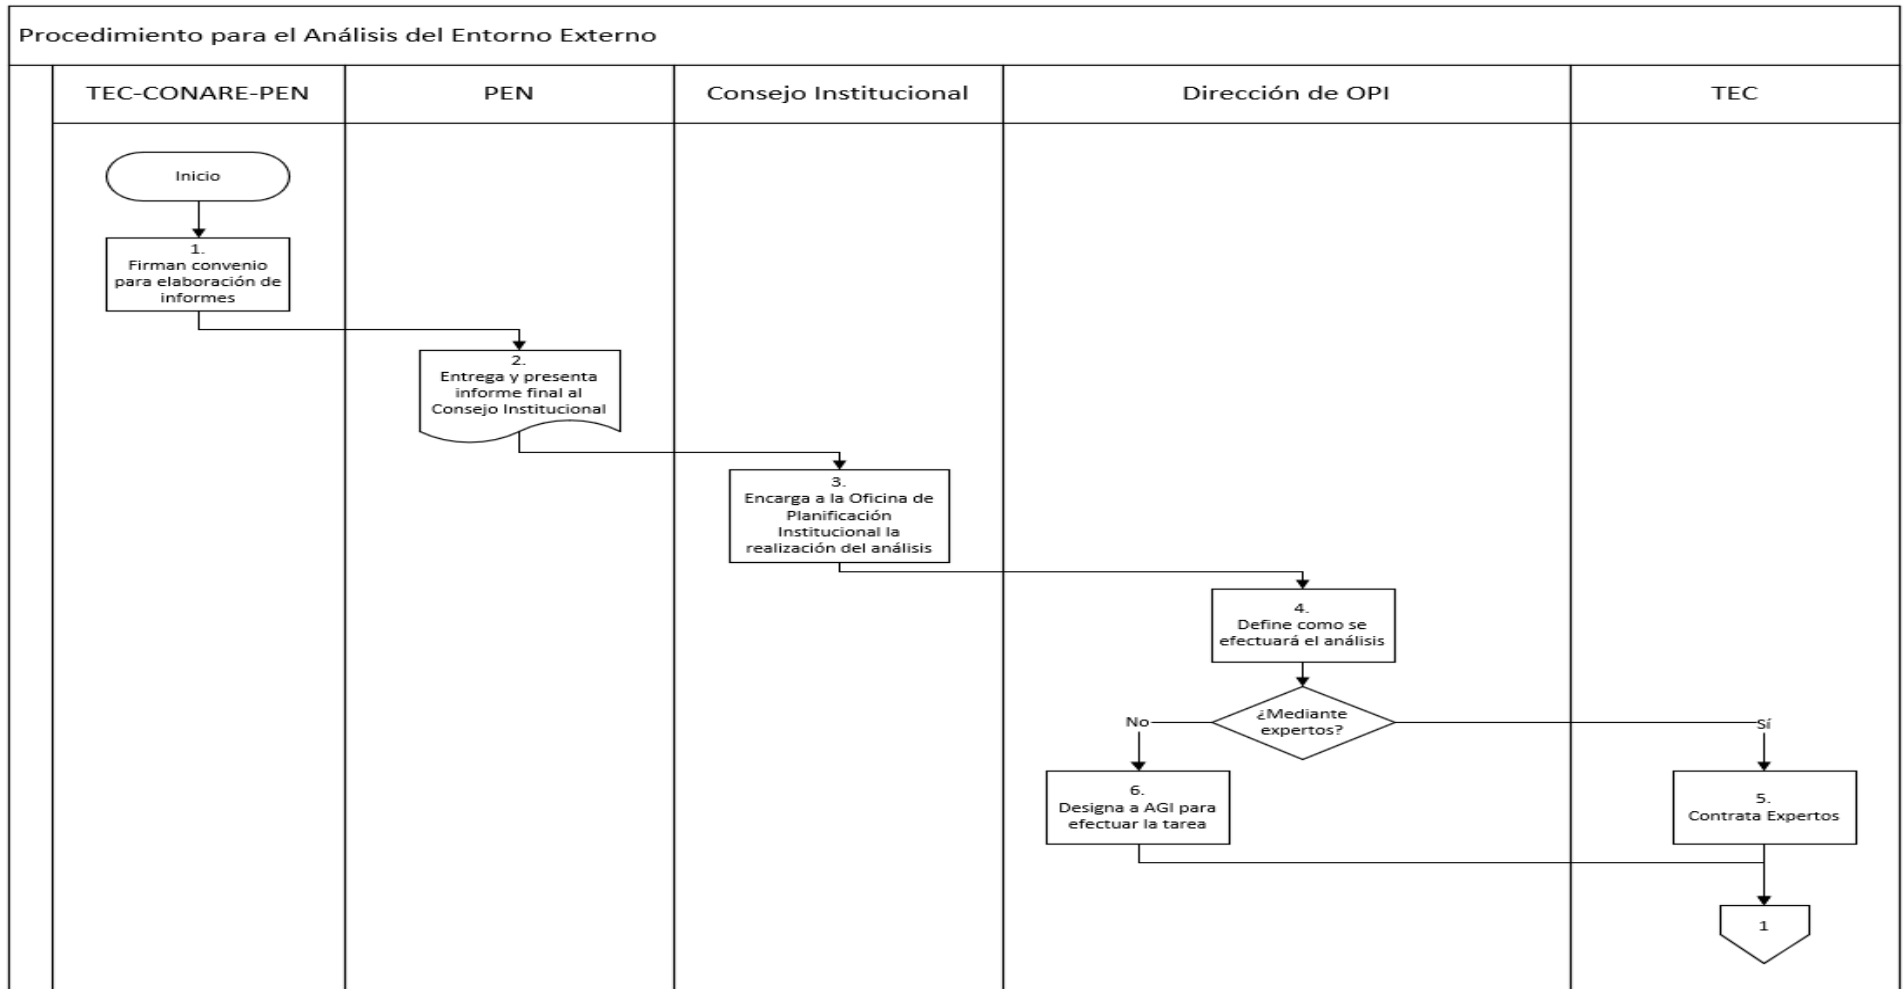 Procedimiento para el Análisis del Entorno Externo
TEC-CONARE-PEN
PEN
Consejo Institucional
Dirección de OPI
TEC
Inicio
1.
Firman convenio
para elaboración de
informes
2.
Entrega y presenta
informe final al
Consejo Institucional
3.
Encarga a la Oficina de
Planificación
Institucional la
realización del análisis
4.
Define como se
efectuará el análisis
¿Mediante
expertos?
No
Sí
6.
Designa a AGI para
efectuar la tarea
5.
Contrata Expertos
1